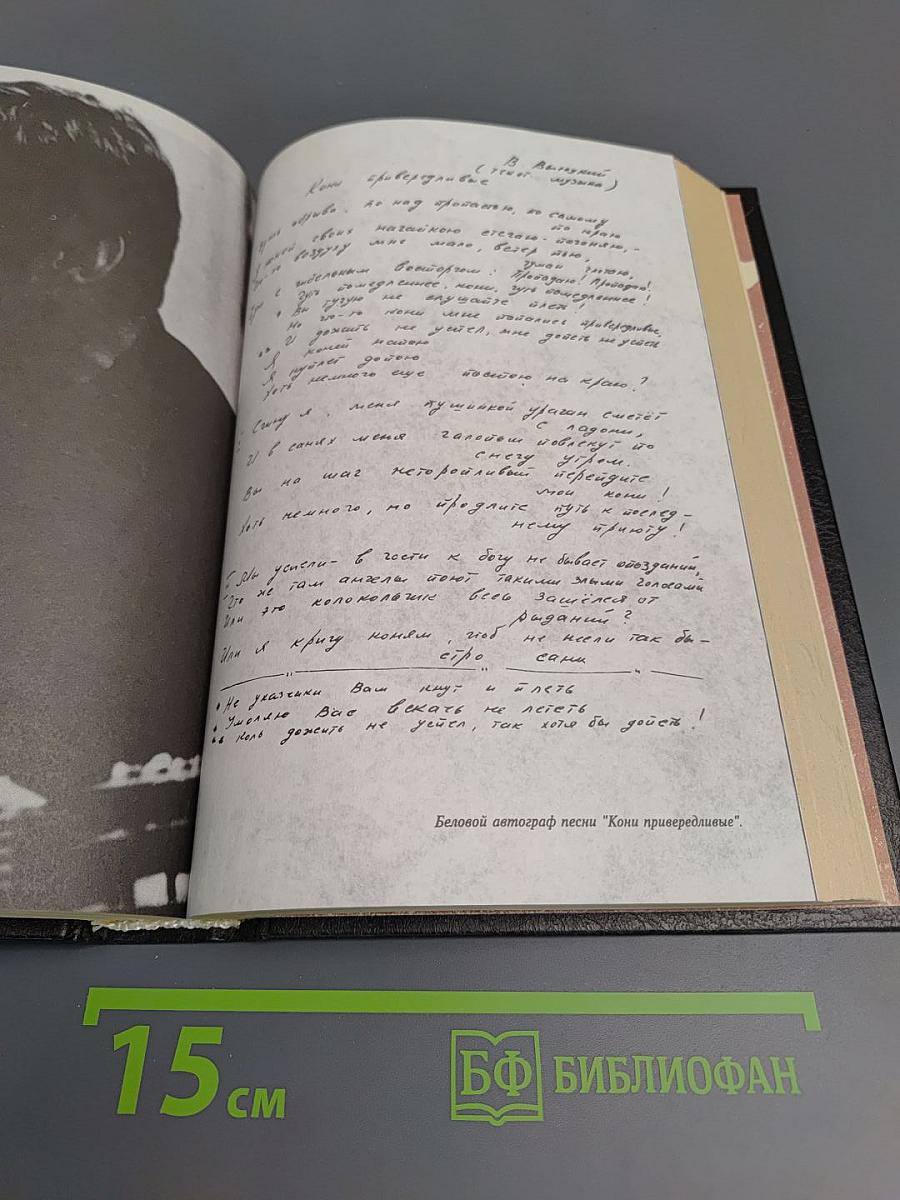 В. Высоцкий
Кони привередливые
(текст музыка)
Вдоль обрыва, по над пропастью, по самому
по краю
Я коней своих нагайкою стегаю-погоняю, -
Что-то воздуху мне мало, ветер пью,
туман глотаю,
Чую с гибельным восторгом: Пропадаю! Пропадаю!
Чуть помедленнее, кони, чуть помедленнее!
• Вы тугую не слушайте плеть!
Но что-то кони мне попались привередливые,
•• И дожить не успел, мне допеть не успеть
Я коней напою
Я куплет допою
Хоть немного ещё постою на краю?
Сгину я, меня пушинкой ураган сметёт
с ладони,
И в санях меня галопом повлекут по
снегу утром.
Вы на шаг неторопливый перейдите
мои кони!
Хоть немного, но продлите путь к послед-
нему приюту!
Мы успели - в гости к богу не бывает опозданий,
Что же там ангелы поют такими злыми голосами
Или это колокольчик весь зашёлся от
рыданий?
Или я кричу коням, чтоб не несли так бы-
стро сани
• Не указчики Вам кнут и плеть
• Умоляю Вас вскачь не лететь
•• Коль дожить не успел, так хотя бы допеть!
Беловой автограф песни "Кони привередливые".
15 см
БФ БИБЛИОФАН